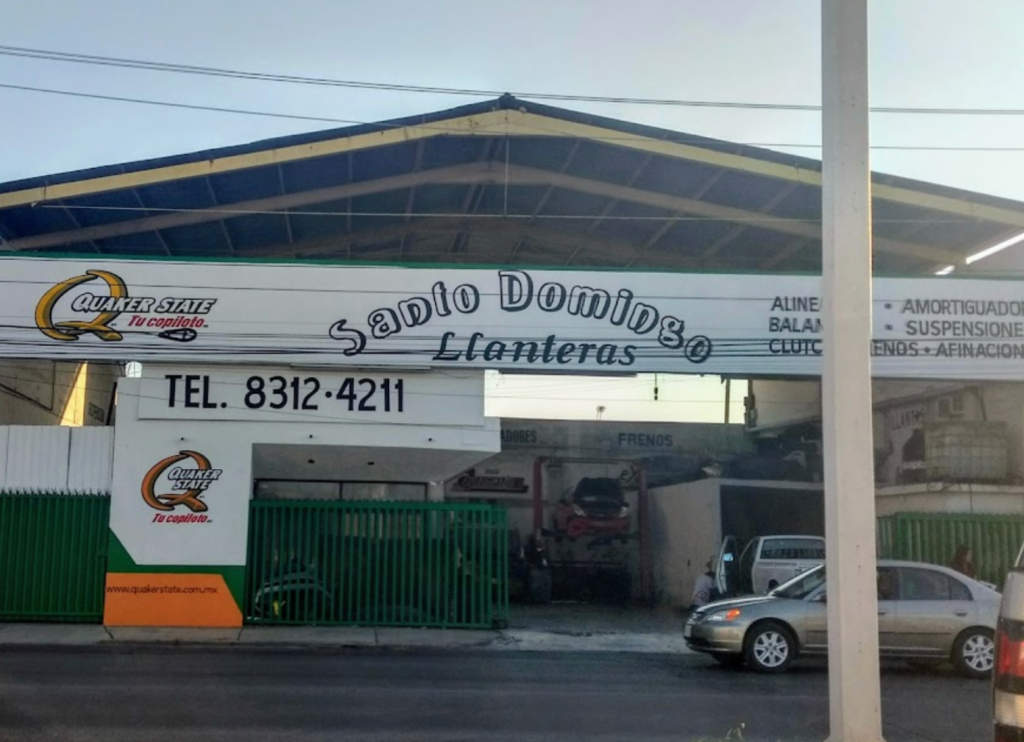 QUAKER STATE
Tu copiloto
Santo Domingo
Llanteras
AMORTIGUADOR
SUSPENSIONE
AFINACION
TEL. 8312·4211
FRENOS
QUAKER
STATE
Tu copiloto
www.quakerstate.com.mx